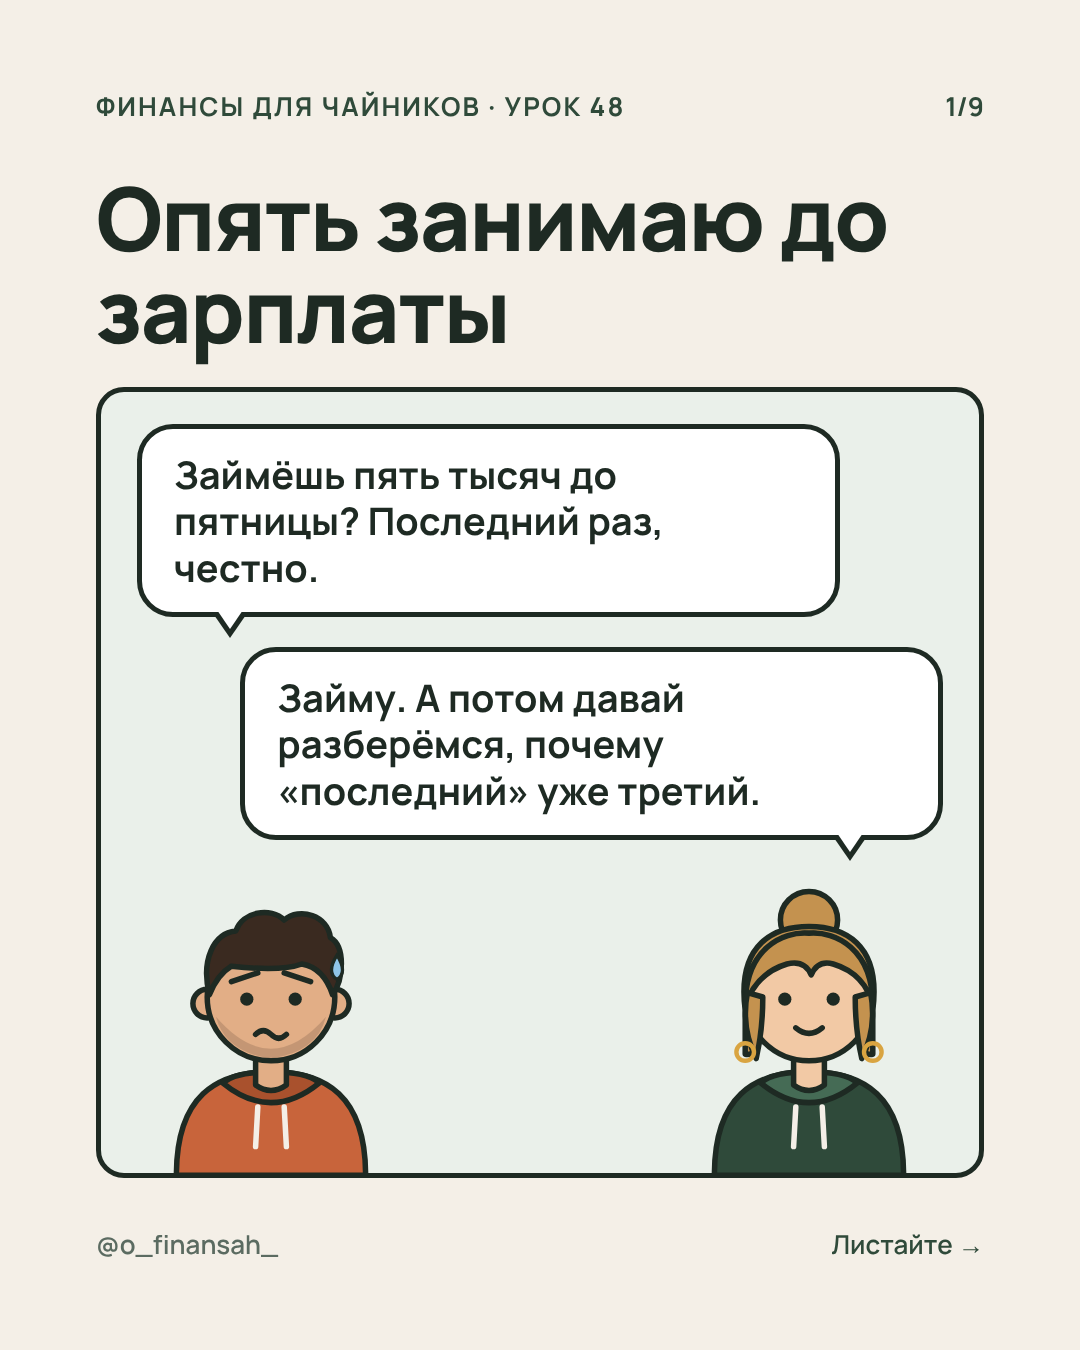 ФИНАНСЫ ДЛЯ ЧАЙНИКОВ · УРОК 48
1/9
Опять занимаю до
зарплаты
Займёшь пять тысяч до
пятницы? Последний раз,
честно.
Займу. А потом давай
разберёмся, почему
«последний» уже третий.
@o_finansah_
Листайте →